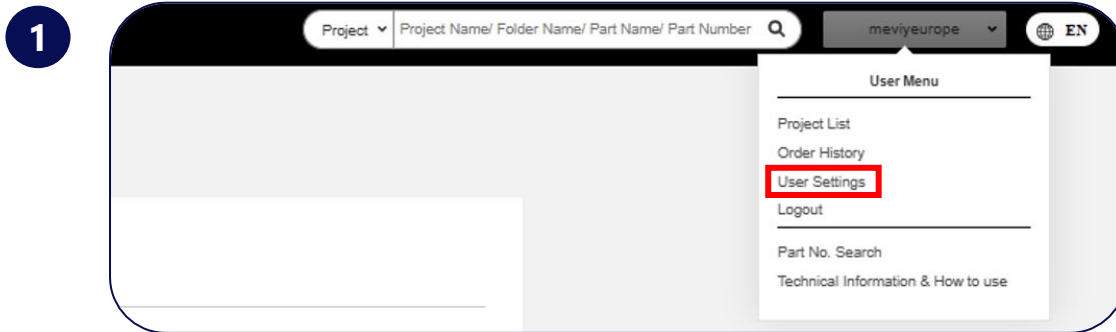 1
Project Project Name/ Folder Name/ Part Name/ Part Number meviyeurope EN
User Menu
Project List
Order History
User Settings
Logout
Part No. Search
Technical Information & How to use